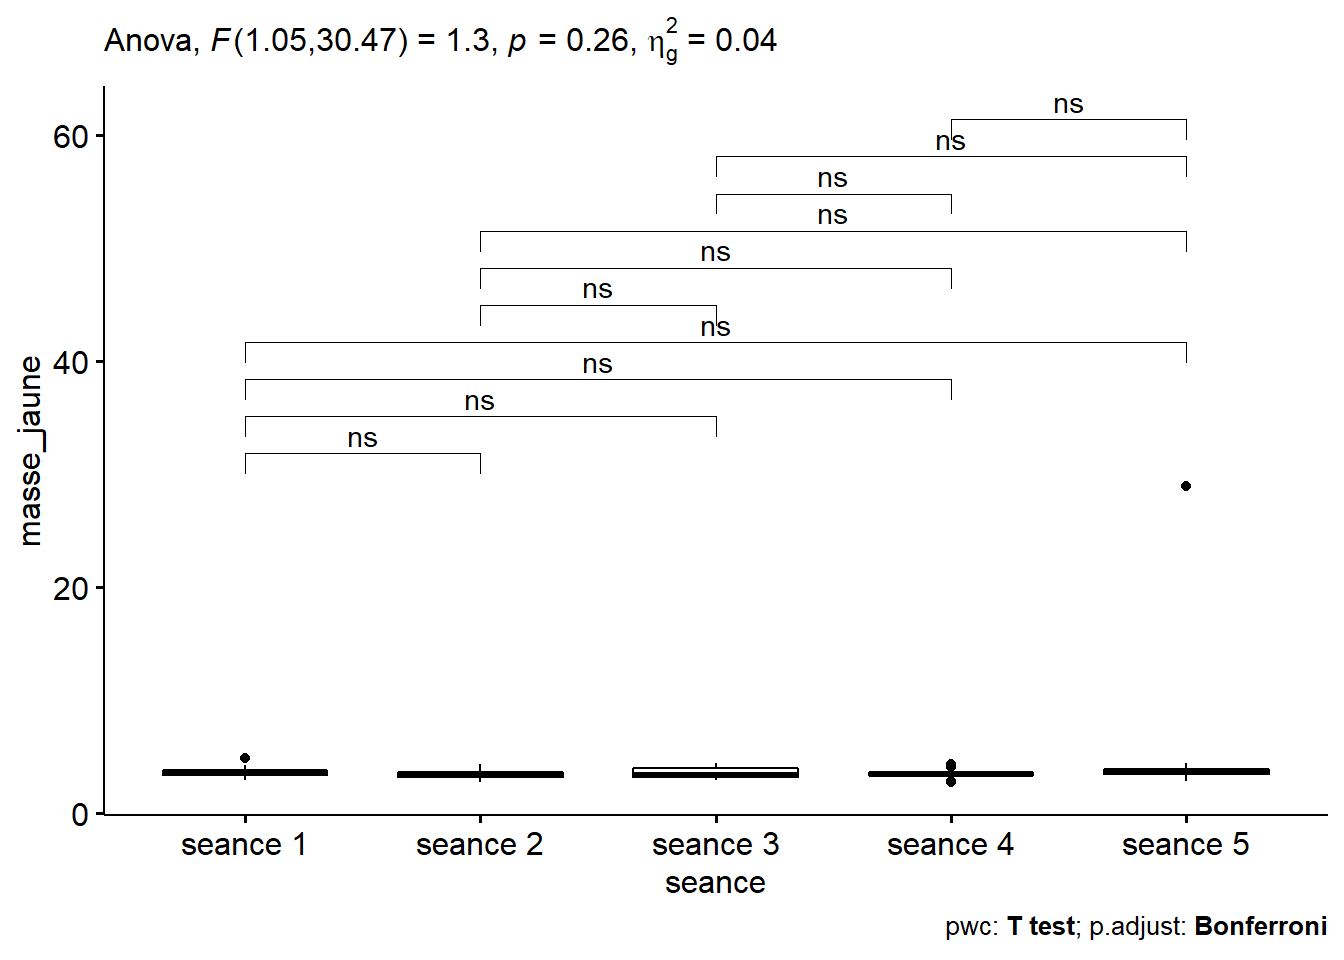 Anova, F(1.05,30.47) = 1.3, p = 0.26, η²g = 0.04
ns
ns
ns
ns
ns
ns
ns
ns
ns
ns
60
40
20
0
masse_jaune
seance 1 seance 2 seance 3 seance 4 seance 5
seance
pwc: T test; p.adjust: Bonferroni